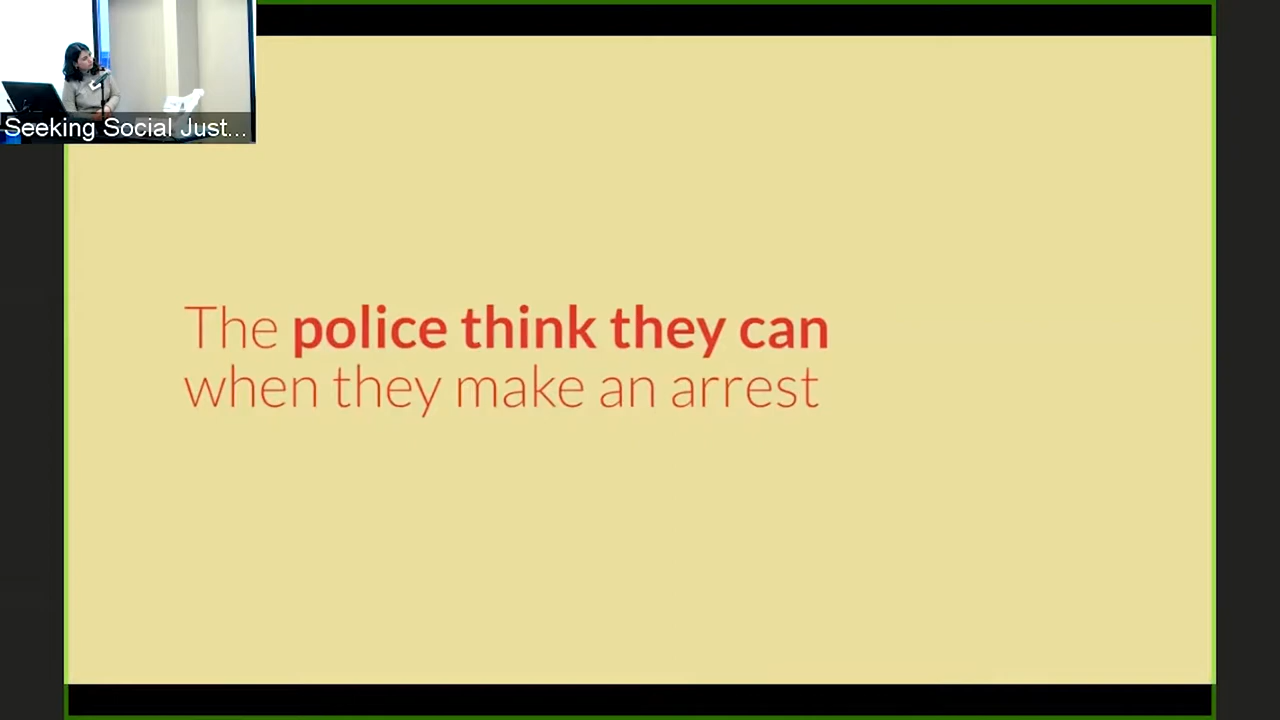 Seeking Social Just...
The police think they can
when they make an arrest